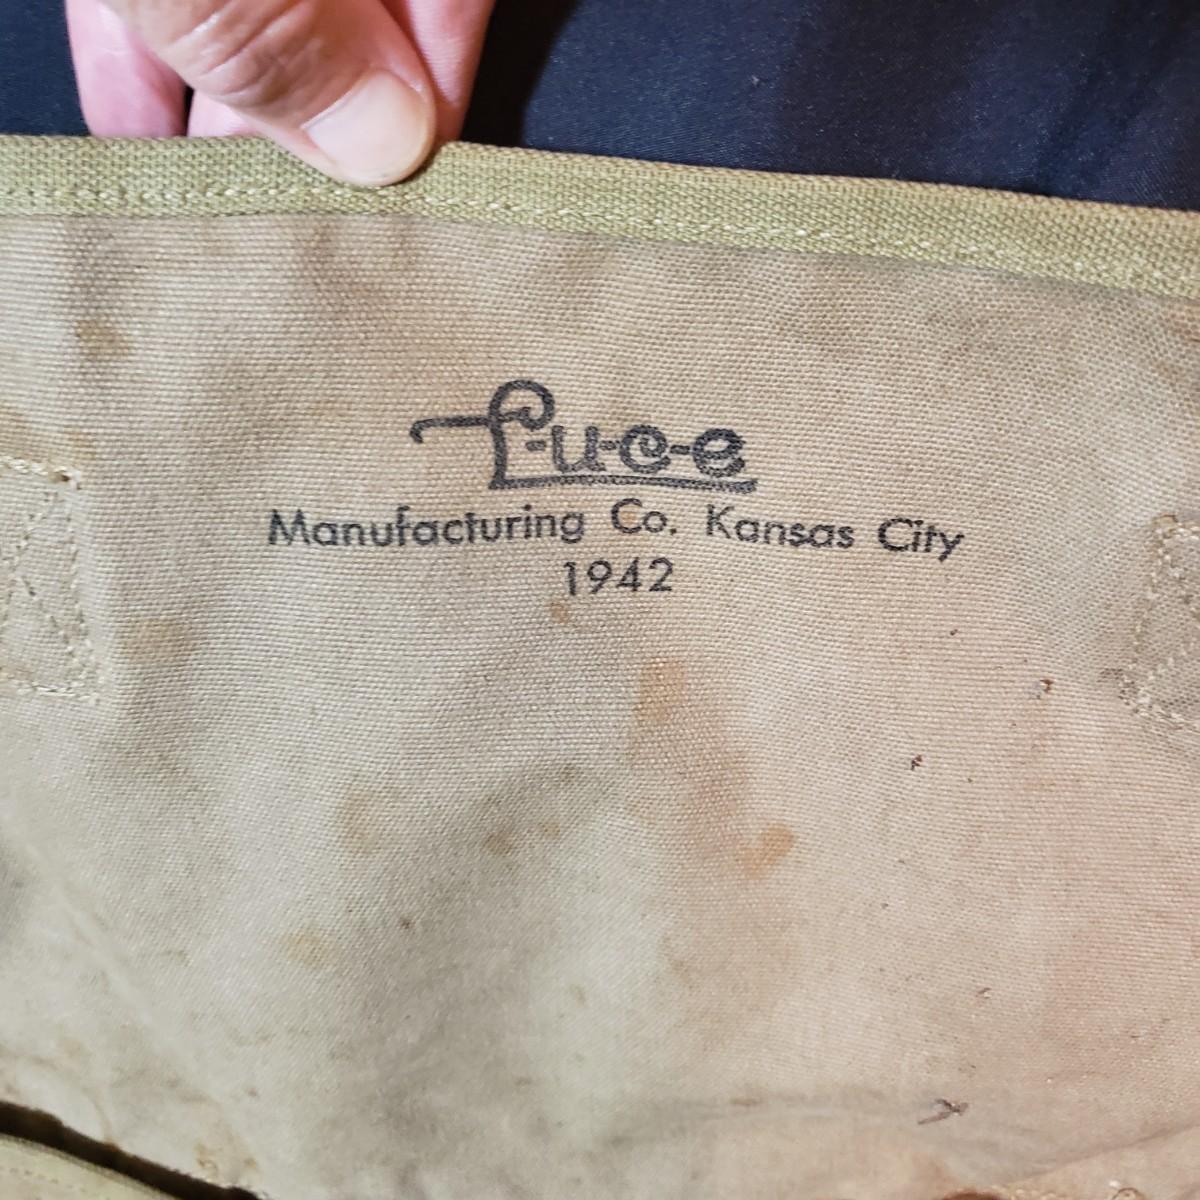 L-u-c-e
Manufacturing Co. Kansas City
1942